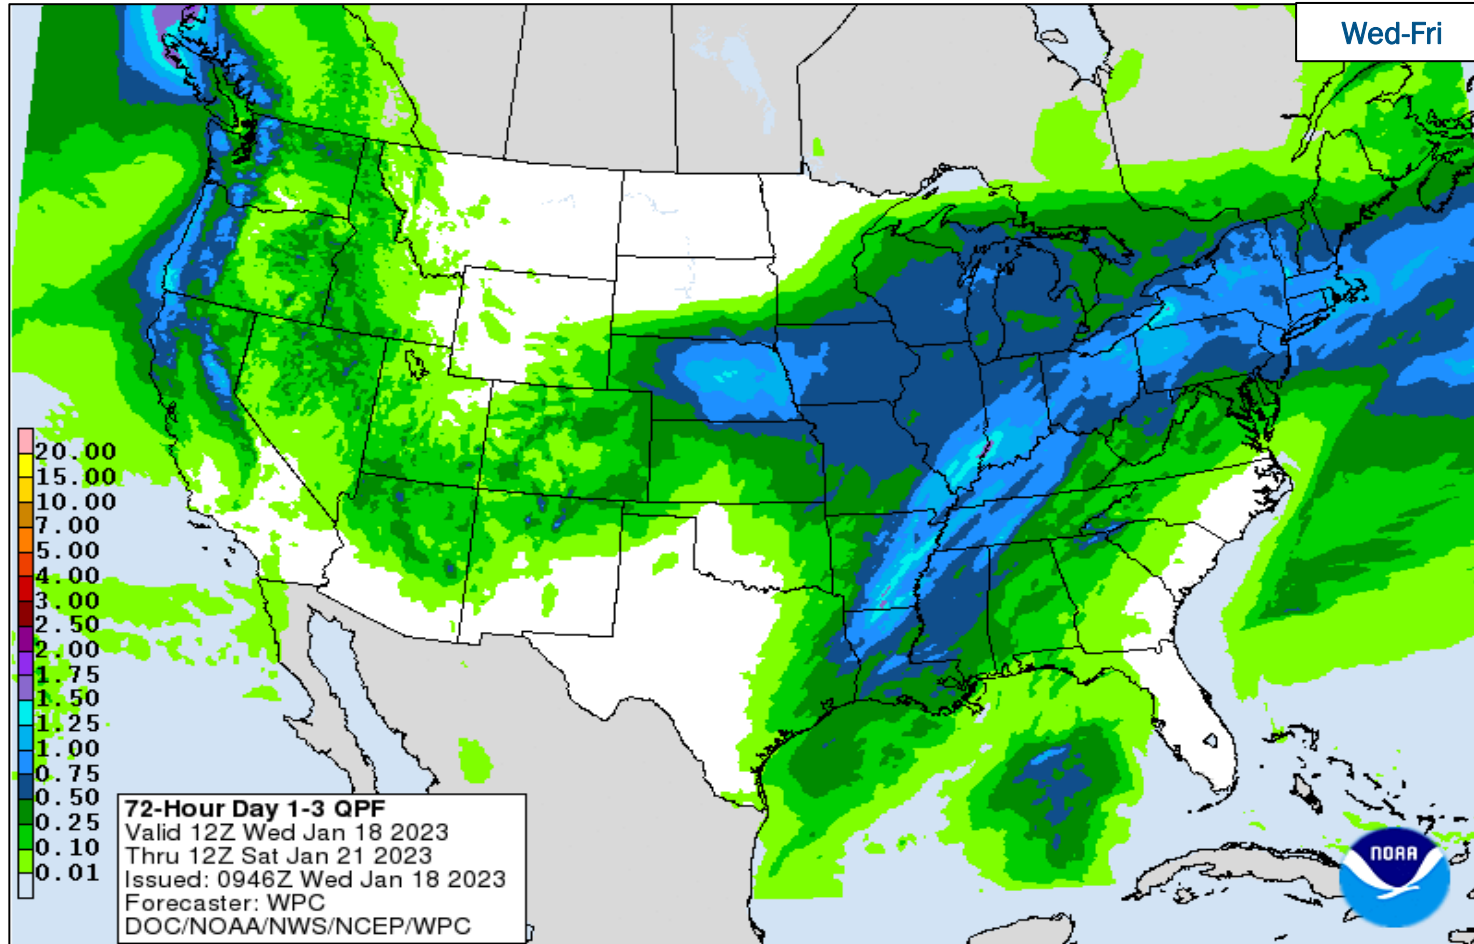 Wed-Fri
20.00
15.00
10.00
7.00
5.00
4.00
3.00
2.50
2.00
1.75
1.50
1.25
1.00
0.75
0.50
0.25
0.10
0.01
72-Hour Day 1-3 QPF
Valid 12Z Wed Jan 18 2023
Thru 12Z Sat Jan 21 2023
Issued: 0946Z Wed Jan 18 2023
Forecaster: WPC
DOC/NOAA/NWS/NCEP/WPC
NOAA